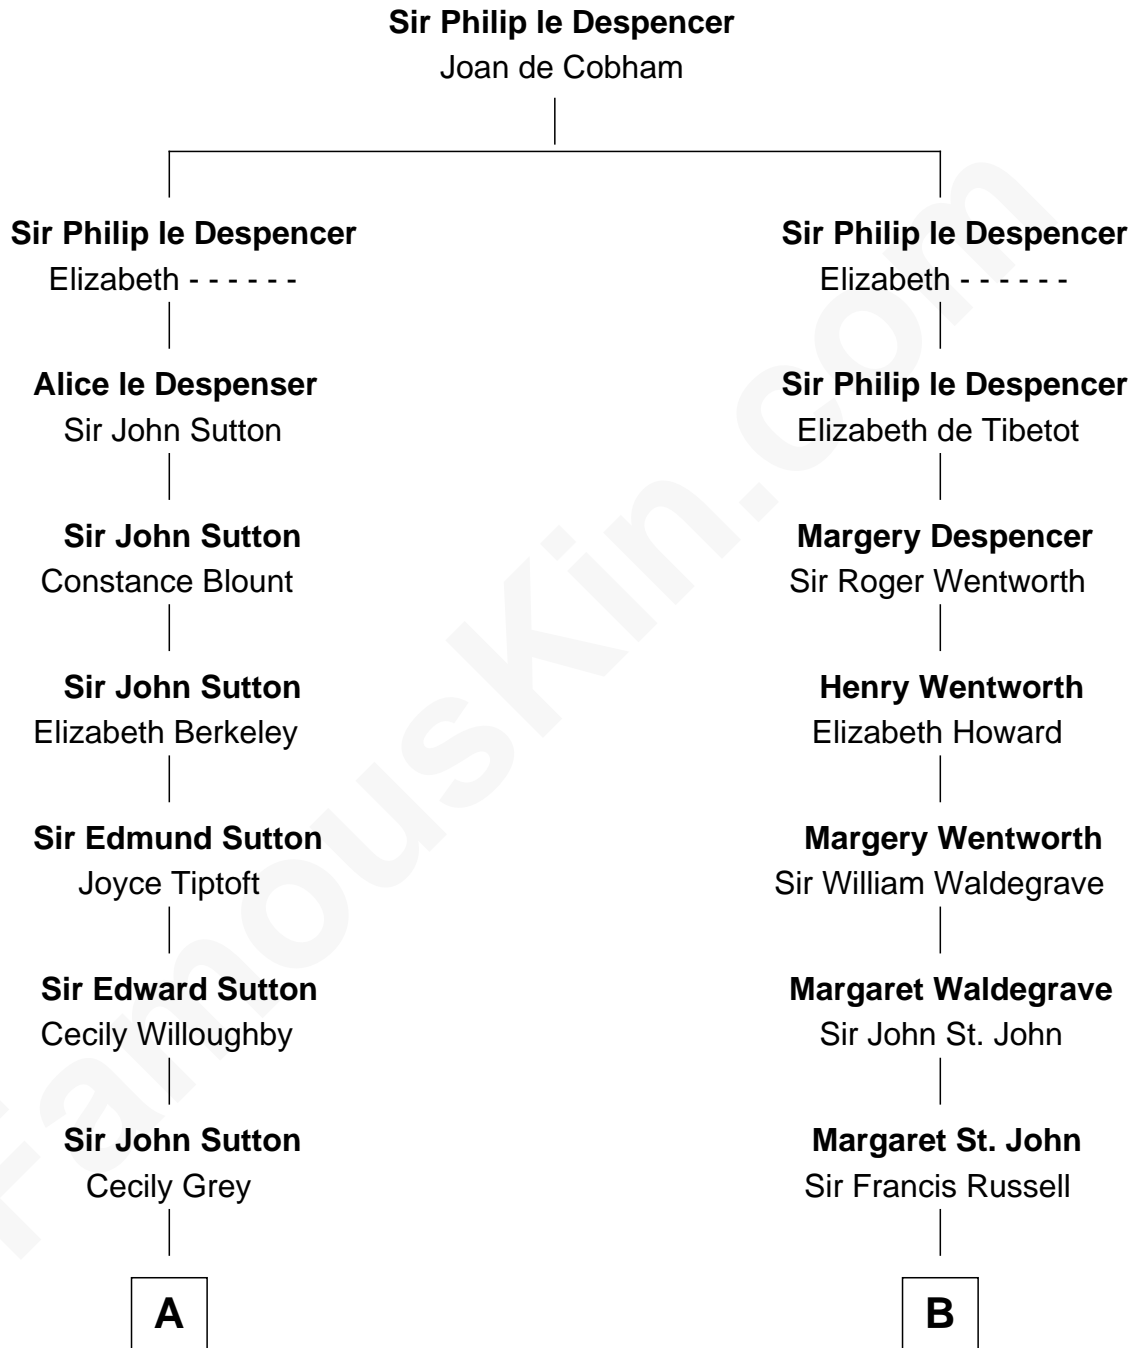 Sir Philip le Despencer
Joan de Cobham
Sir Philip le Despencer
Elizabeth - - - - - -
Sir Philip le Despencer
Elizabeth - - - - - -
Alice le Despenser
Sir John Sutton
Sir Philip le Despencer
Elizabeth de Tibetot
Sir John Sutton
Constance Blount
Margery Despencer
Sir Roger Wentworth
Sir John Sutton
Elizabeth Berkeley
Henry Wentworth
Elizabeth Howard
Sir Edmund Sutton
Joyce Tiptoft
Margery Wentworth
Sir William Waldegrave
Sir Edward Sutton
Cecily Willoughby
Margaret Waldegrave
Sir John St. John
Sir John Sutton
Cecily Grey
Margaret St. John
Sir Francis Russell
A
B
FamousKin.com